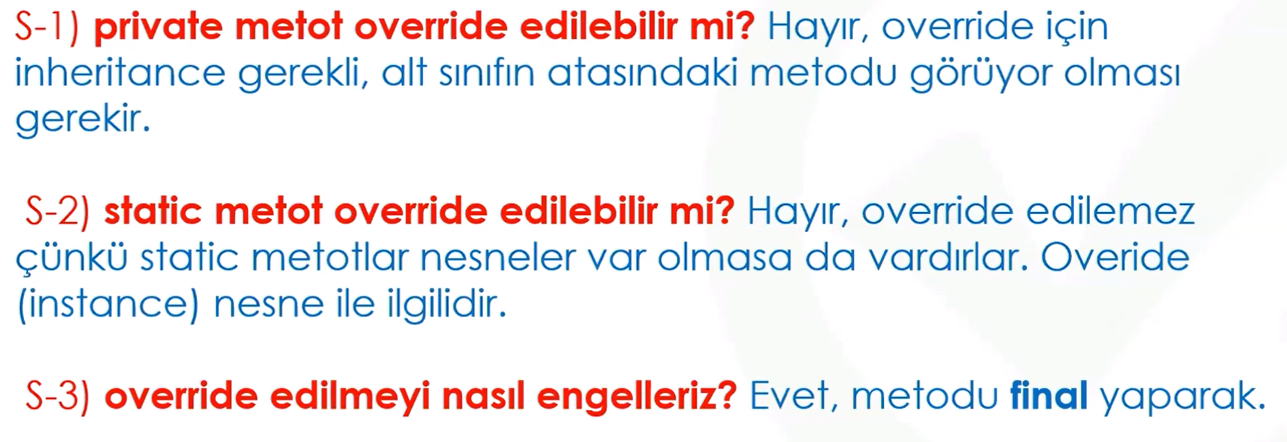 S-1) private metot override edilebilir mi? Hayır, override için
inheritance gerekli, alt sınıfın atasındaki metodu görüyor olması
gerekir.
S-2) static metot override edilebilir mi? Hayır, override edilemez
çünkü static metotlar nesneler var olmasa da vardırlar. Overide
(instance) nesne ile ilgilidir.
S-3) override edilmeyi nasıl engelleriz? Evet, metodu final yaparak.